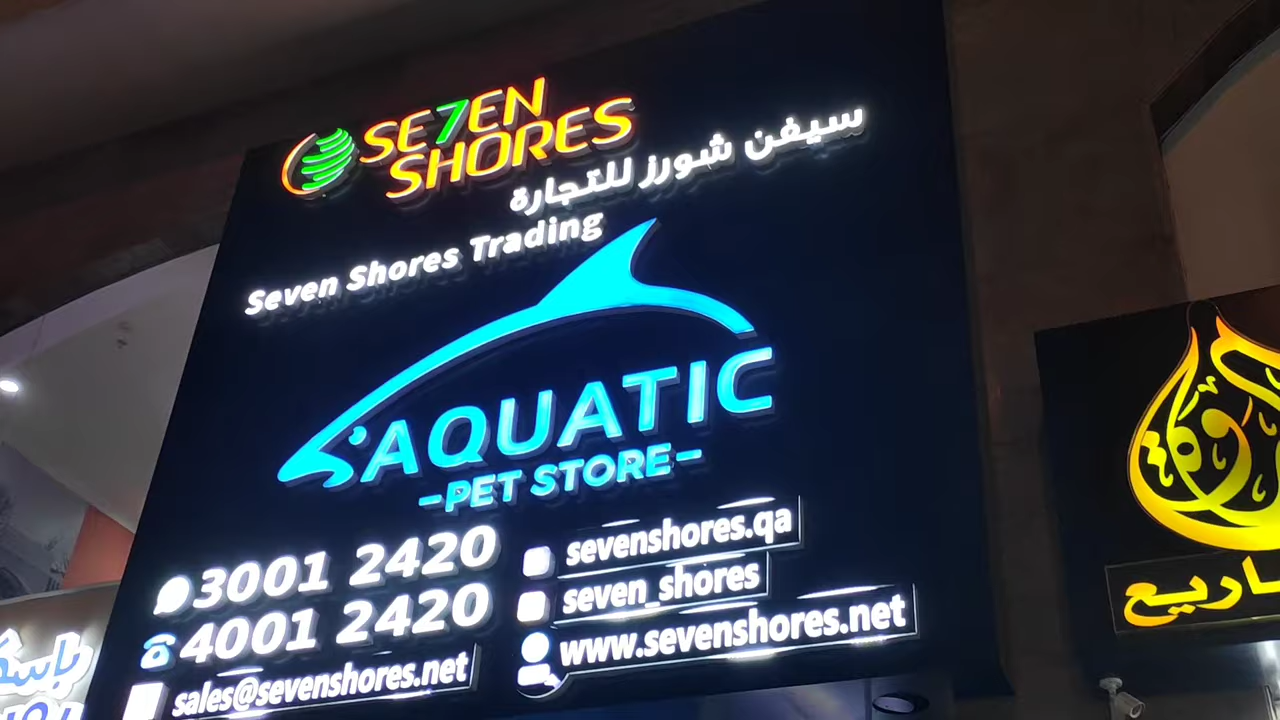 SE7EN
SHORES
سيفن شورز للتجارة
Seven Shores Trading
AQUATIC
-PET STORE-
3001 2420
4001 2420
sales@sevenshores.net
sevenshores.qa
seven_shores
www.sevenshores.net